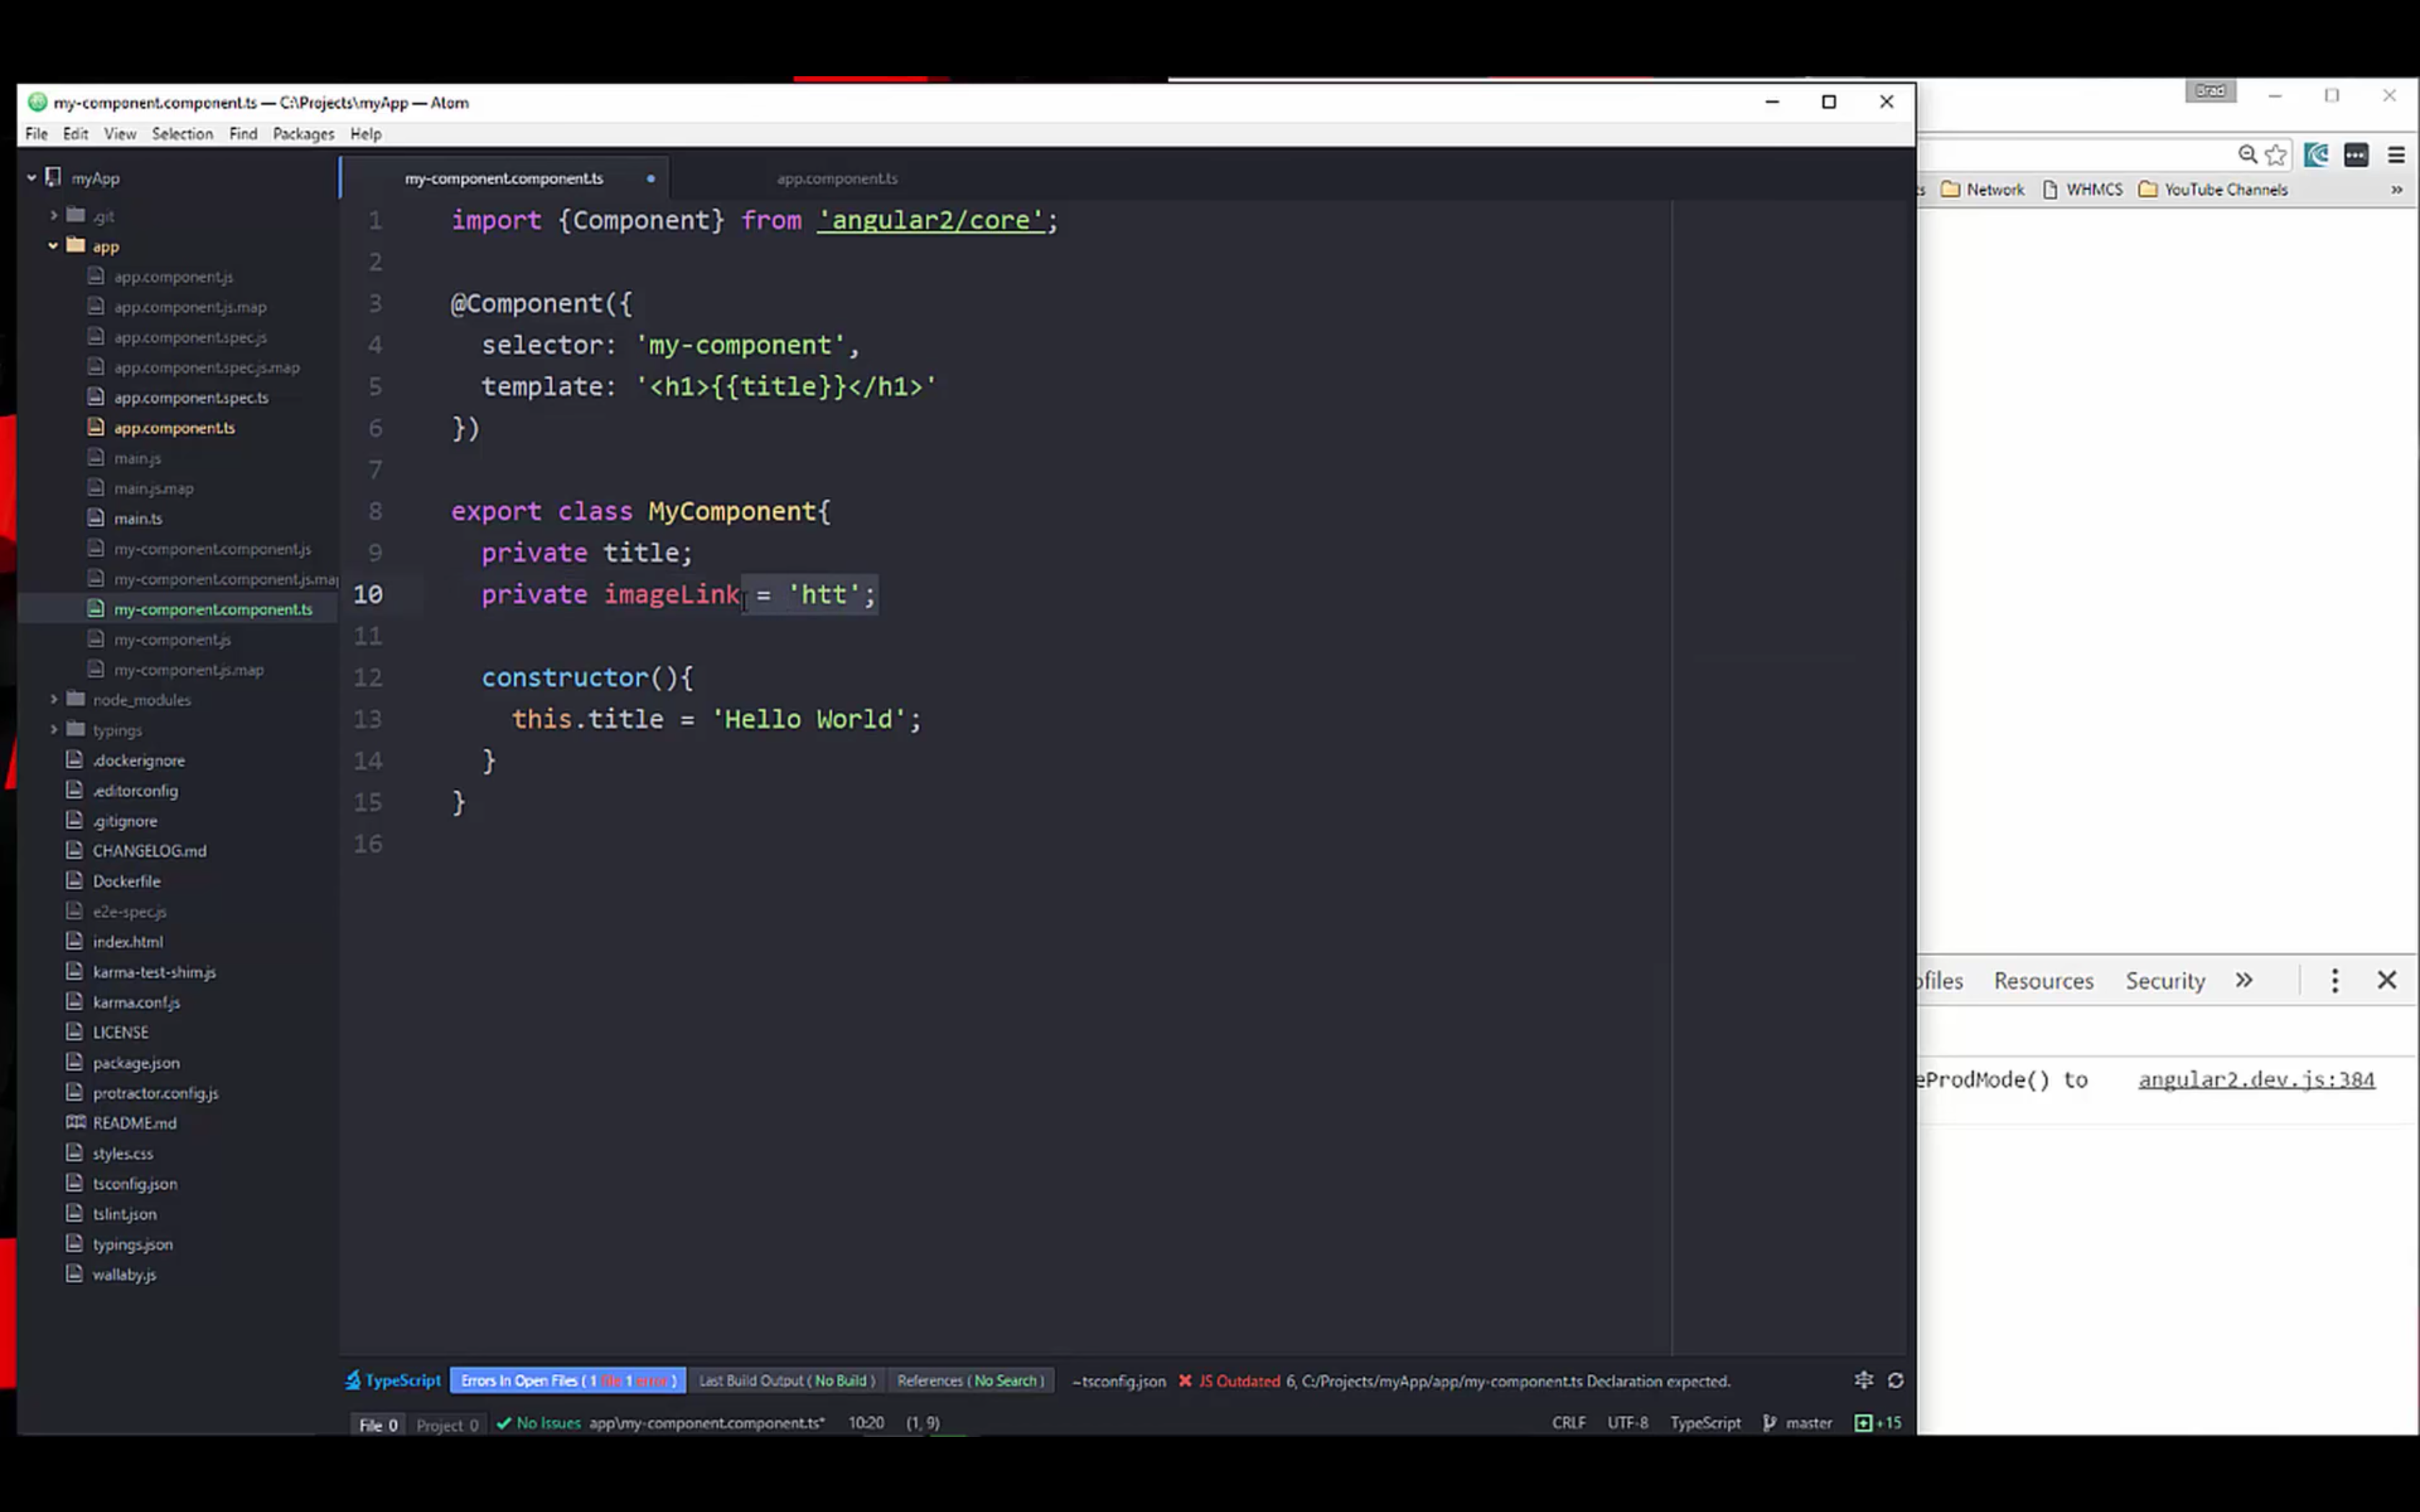 my-component.component.ts — C:\Projects\myApp — Atom
Brad
File Edit View Selection Find Packages Help
Network WHMCS YouTube Channels »
myApp
.git
app
app.component.js
app.component.js.map
app.component.spec.js
app.component.spec.js.map
app.component.spec.ts
app.component.ts
main.js
main.js.map
main.ts
my-component.component.js
my-component.component.js.ma
my-component.component.ts
my-component.js
my-component.js.map
node_modules
typings
.dockerignore
.editorconfig
.gitignore
CHANGELOG.md
Dockerfile
e2e-spec.js
index.html
karma-test-shim.js
karma.conf.js
LICENSE
package.json
protractor.config.js
README.md
styles.css
tsconfig.json
tslint.json
typings.json
wallaby.js
my-component.component.ts app.component.ts
1 import {Component} from 'angular2/core';
2
3 @Component({
4 selector: 'my-component',
5 template: '<h1>{{title}}</h1>'
6 })
7
8 export class MyComponent{
9 private title;
10 private imageLink = 'htt';
11
12 constructor(){
13 this.title = 'Hello World';
14 }
15 }
16
ofiles Resources Security »
eProdMode() to angular2.dev.js:384
TypeScript Errors In Open Files ( 1 file 1 error ) Last Build Output ( No Build ) References ( No Search ) ~tsconfig.json JS Outdated 6, C:/Projects/myApp/app/my-component.ts Declaration expected.
File 0 Project 0 No Issues app\my-component.component.ts* 10:20 (1, 9) CRLF UTF-8 TypeScript master +15